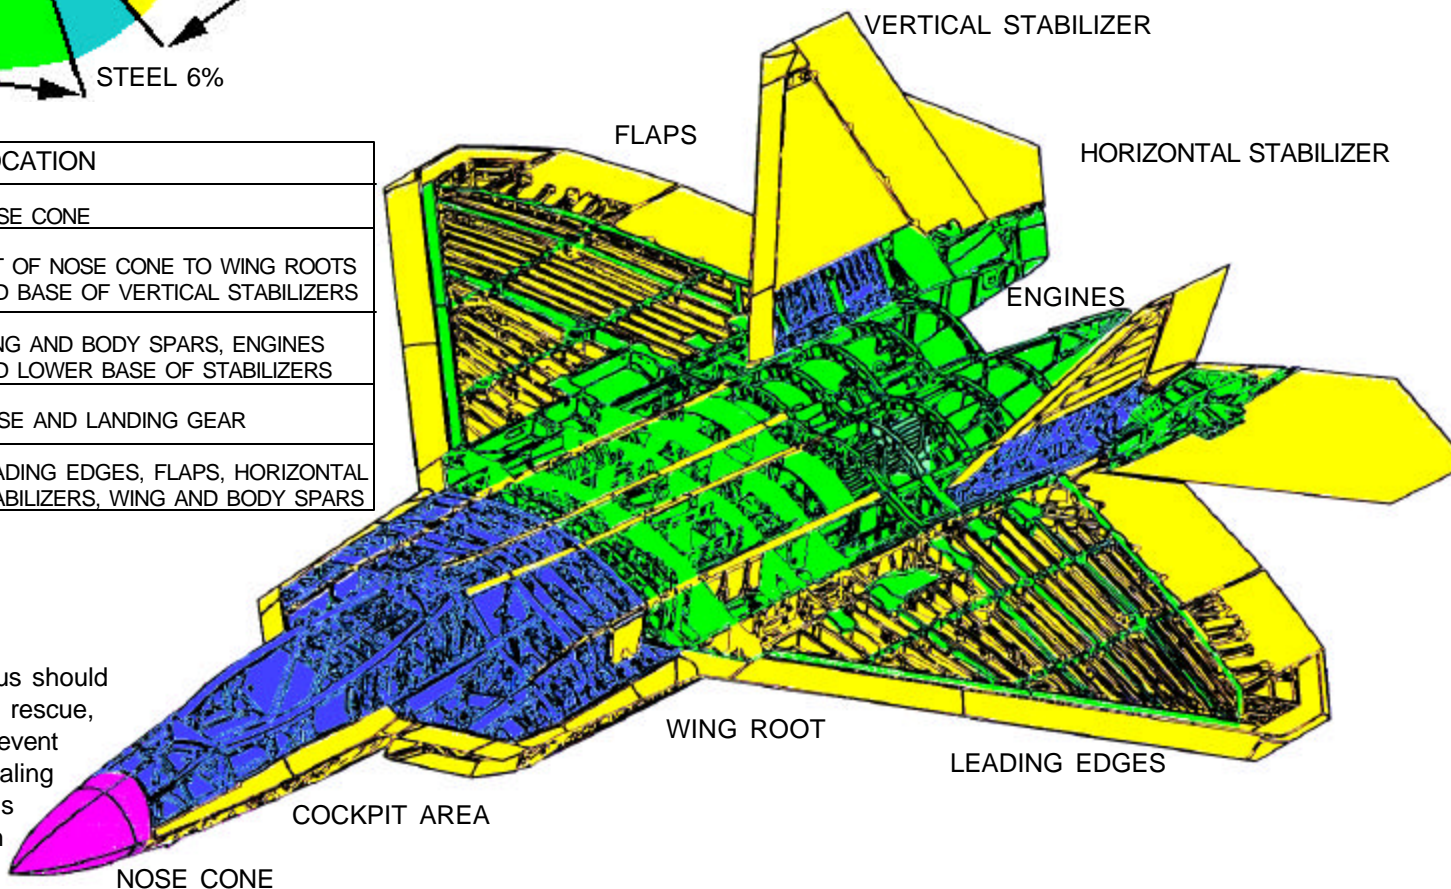 STEEL 6%
VERTICAL STABILIZER
FLAPS
HORIZONTAL STABILIZER
OCATION
SE CONE
T OF NOSE CONE TO WING ROOTS
D BASE OF VERTICAL STABILIZERS
NG AND BODY SPARS, ENGINES
D LOWER BASE OF STABILIZERS
SE AND LANDING GEAR
ADING EDGES, FLAPS, HORIZONTAL
ABILIZERS, WING AND BODY SPARS
ENGINES
us should
rescue,
event
aling
s
n
WING ROOT
LEADING EDGES
COCKPIT AREA
NOSE CONE